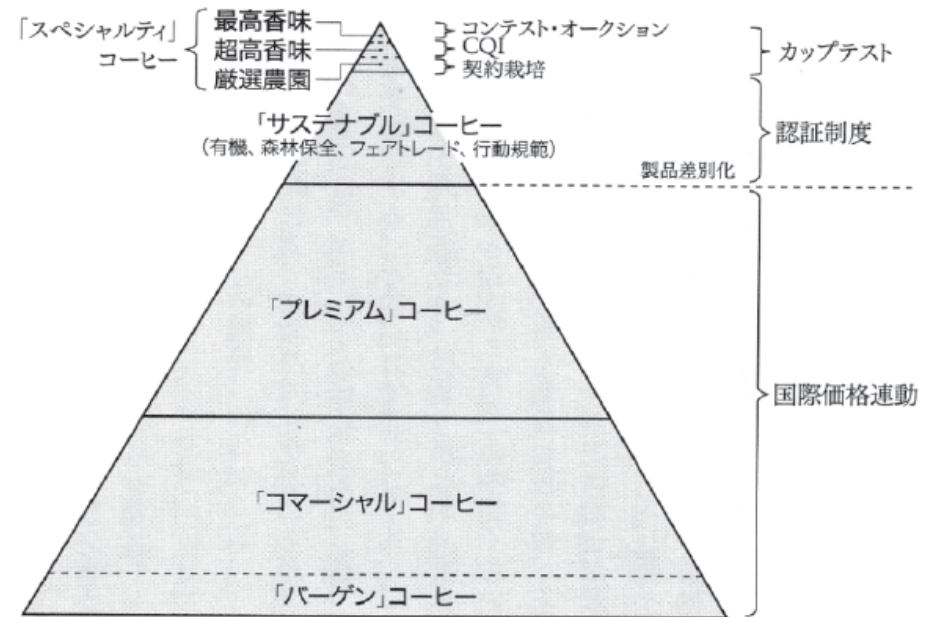 「スペシャルティ」
コーヒー
最高香味
超高香味
厳選農園
コンテスト・オークション
CQI
契約栽培
カップテスト
「サステナブル」コーヒー
(有機、森林保全、フェアトレード、行動規範)
認証制度
製品差別化
「プレミアム」コーヒー
国際価格連動
「コマーシャル」コーヒー
「バーゲン」コーヒー